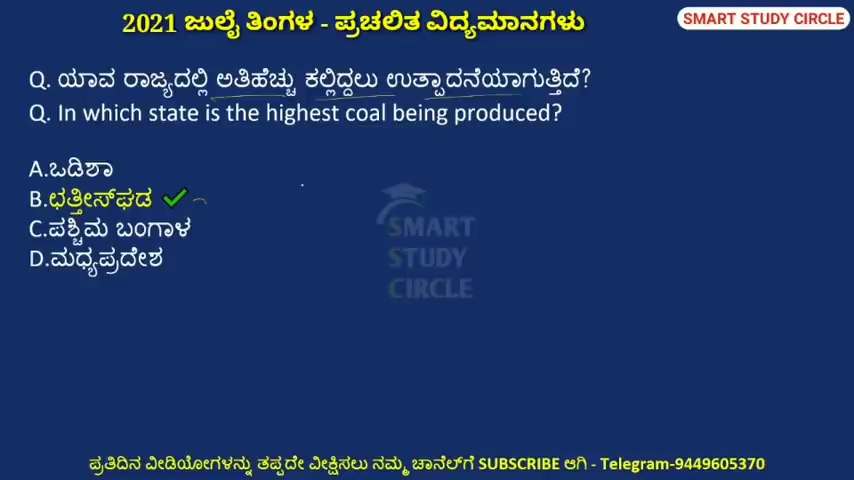 2021 ಜುಲೈ ತಿಂಗಳ - ಪ್ರಚಲಿತ ವಿದ್ಯಮಾನಗಳು
SMART STUDY CIRCLE
Q. ಯಾವ ರಾಜ್ಯದಲ್ಲಿ ಅತಿಹೆಚ್ಚು ಕಲ್ಲಿದ್ದಲು ಉತ್ಪಾದನೆಯಾಗುತ್ತಿದೆ?
Q. In which state is the highest coal being produced?
A.ಒಡಿಶಾ
B.ಛತ್ತೀಸ್‌ಘಡ
C.ಪಶ್ಚಿಮ ಬಂಗಾಳ
D.ಮಧ್ಯಪ್ರದೇಶ
SMART
STUDY
CIRCLE
ಪ್ರತಿದಿನ ವೀಡಿಯೋಗಳನ್ನು ತಪ್ಪದೇ ವೀಕ್ಷಿಸಲು ನಮ್ಮ ಚಾನೆಲ್‌ಗೆ SUBSCRIBE ಆಗಿ - Telegram-9449605370